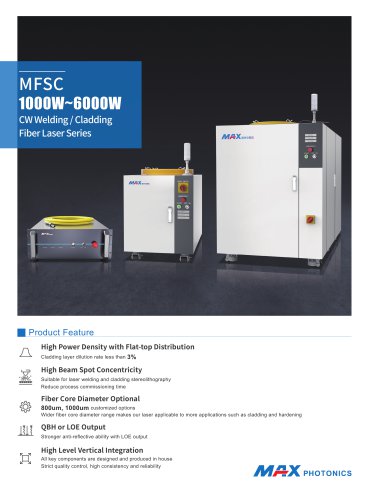 MFSC
1000W~6000W
CW Welding / Cladding
Fiber Laser Series
MAX
MAX
MAX
Product Feature
High Power Density with Flat-top Distribution
Cladding layer dilution rate less than 3%
High Beam Spot Concentricity
Suitable for laser welding and cladding stereolithography
Reduce process commissioning time
Fiber Core Diameter Optional
800um, 1000um customized options
Wider fiber core diameter range makes our laser applicable to more applications such as cladding and hardening
QBH or LOE Output
Stronger anti-reflective ability with LOE output
High Level Vertical Integration
All key components are designed and produced in house
Strict quality control, high consistency and reliability
MAX PHOTONICS